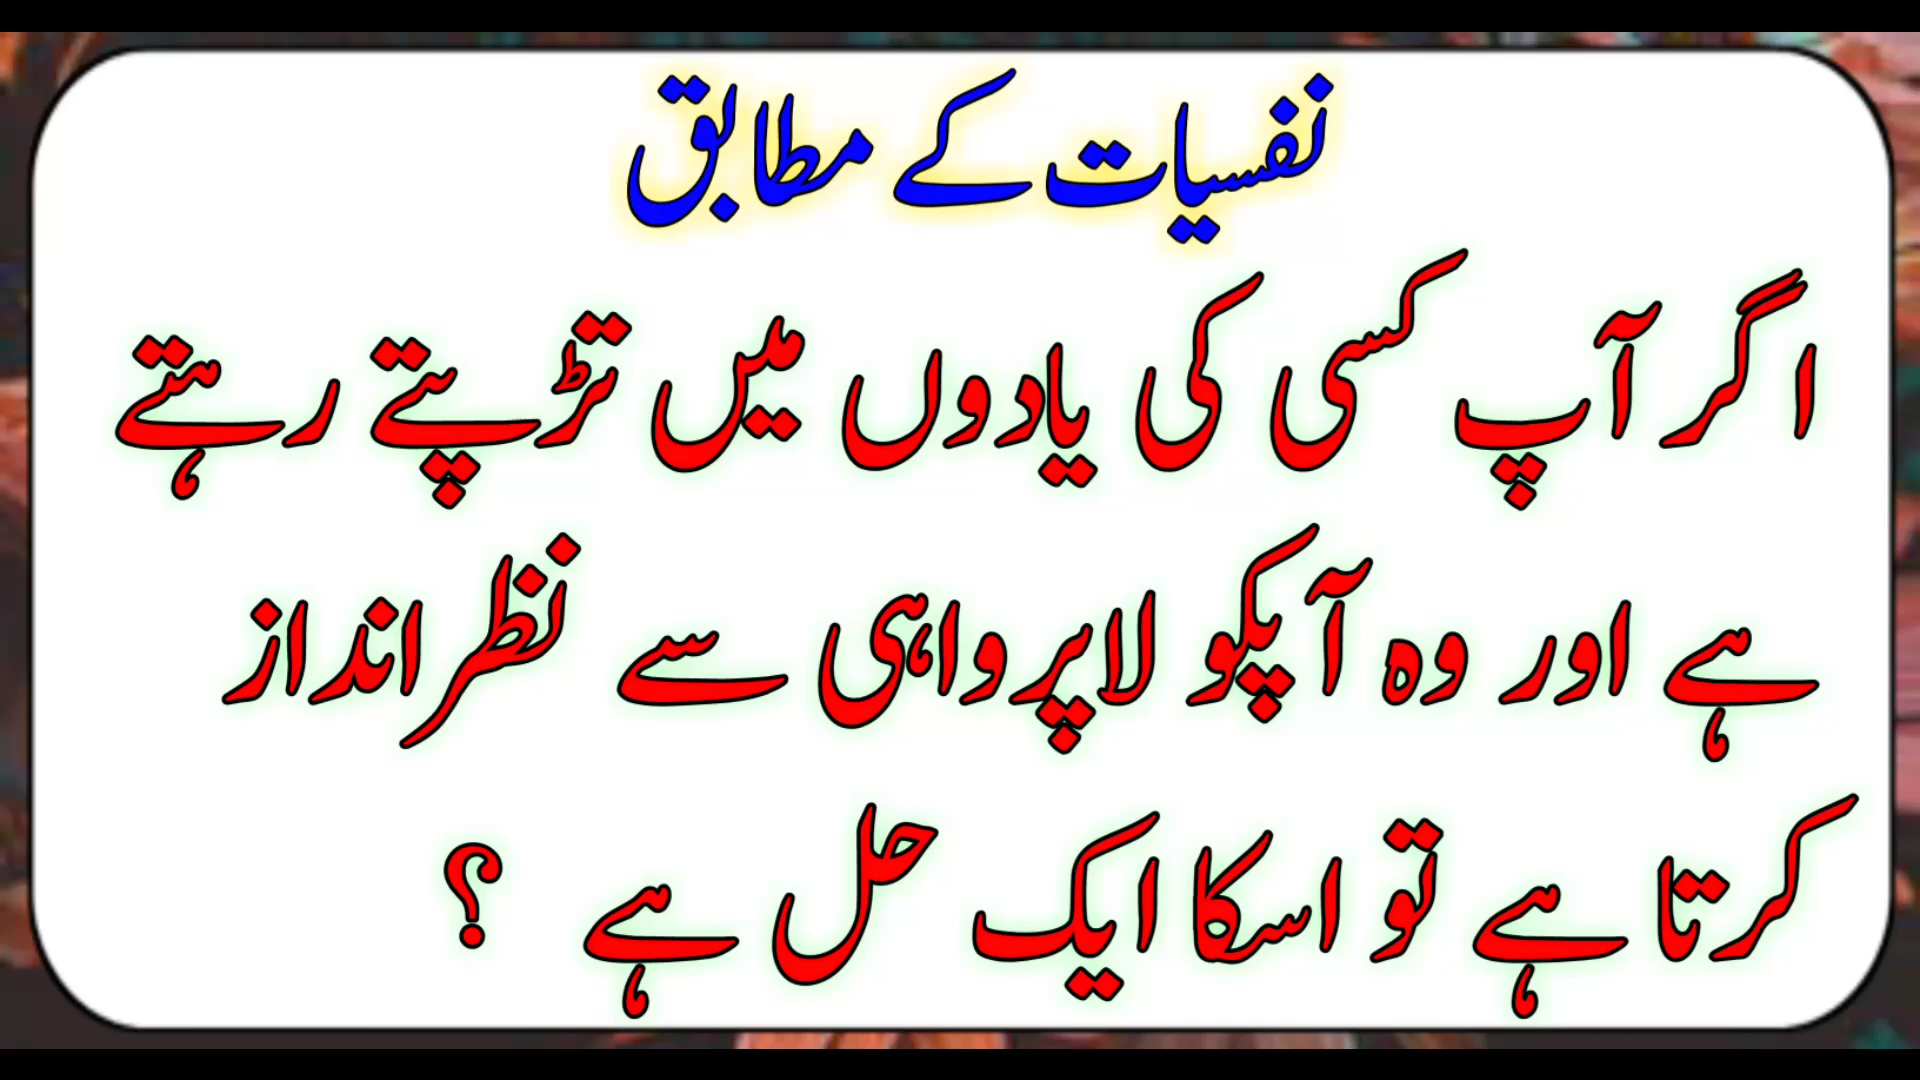 نفسیات کے مطابق
اگر آپ کسی کی یادوں میں تڑپتے رہتے
ہے اور وہ آپکو لاپرواہی سے نظرانداز
کرتا ہے تو اسکا ایک حل ہے ؟